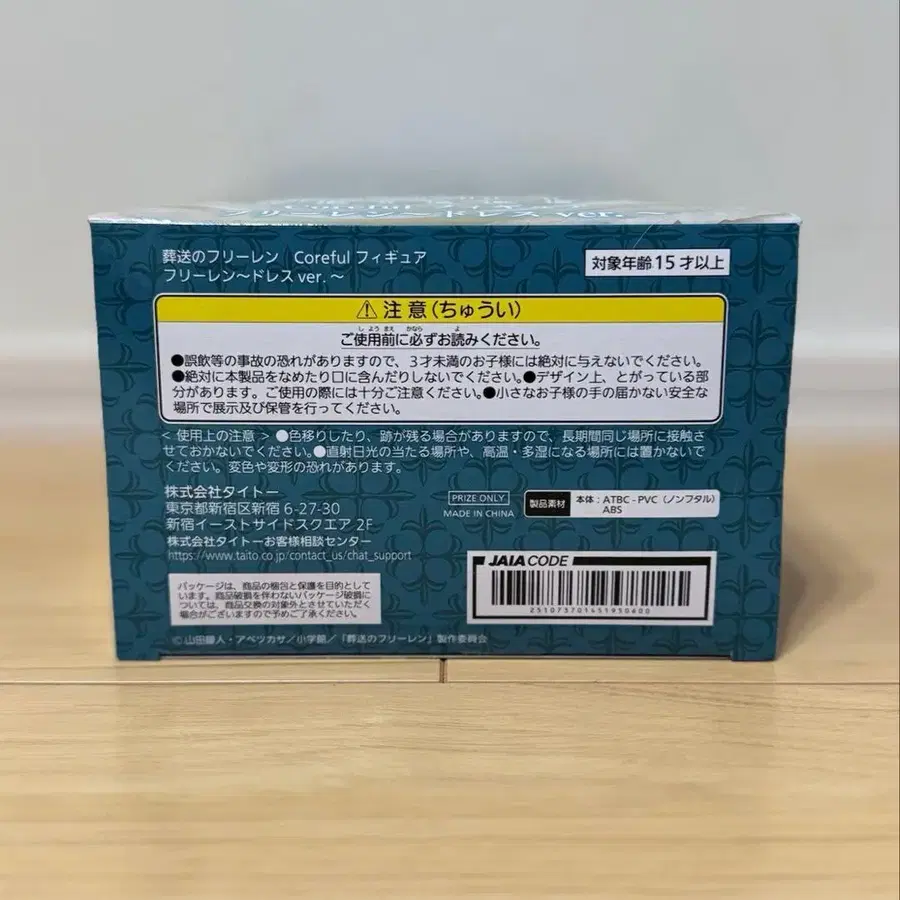 葬送のフリーレン Coreful フィギュア
フリーレン～ドレス ver.～
対象年齢 15 才以上
⚠注意(ちゅうい)
ご使用前に必ずお読みください。
●誤飲等の事故の恐れがありますので、3才未満のお子様には絶対に与えないでください。
●絶対に本製品をなめたり口に含んだりしないでください。●デザイン上、とがっている部
分があります。ご使用の際には十分ご注意ください。●小さなお子様の手の届かない安全な
場所で展示及び保管を行ってください。
< 使用上の注意 > ●色移りしたり、跡が残る場合がありますので、長期間同じ場所に接触さ
せておかないでください。●直射日光の当たる場所や、高温・多湿になる場所には置かないで
ください。変色や変形の恐れがあります。
株式会社タイトー
東京都新宿区新宿 6-27-30
新宿イーストサイドスクエア 2F
株式会社タイトーお客様相談センター
https://www.taito.co.jp/contact_us/chat_support
PRIZE ONLY
MADE IN CHINA
製品素材
本体：ATBC-PVC（ノンフタル）
ABS
パッケージは、商品の梱包と保護を目的として
います。商品破損を伴わないパッケージ破損に
ついては、商品交換の対象外とさせていただく
場合がございますので予めご了承ください。
JAIA CODE
251073701451950600
© 山田鐘人・アベツカサ／小学館／「葬送のフリーレン」製作委員会